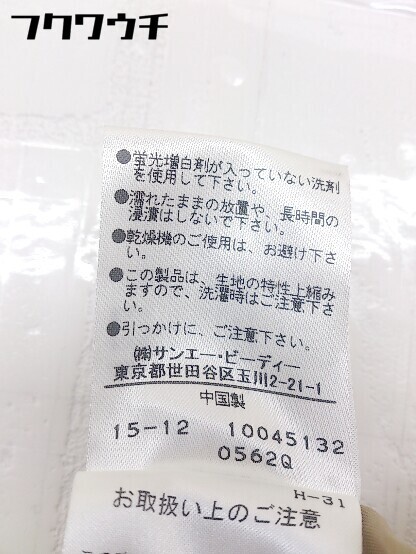 フクワウチ
●蛍光増白剤が入っていない洗剤
を使用して下さい。
●濡れたままの放置や、長時間の
浸漬はしないで下さい。
●乾燥機のご使用は、お避け下さ
い。
●この製品は、生地の特性上縮み
ますので、洗濯時はご注意下さ
い。
●引っかけに、ご注意下さい。
㈱サンエー・ビーディー
東京都世田谷区玉川2-21-1
中国製
15-12 10045132
0562Q
H-31
お取扱い上のご注意